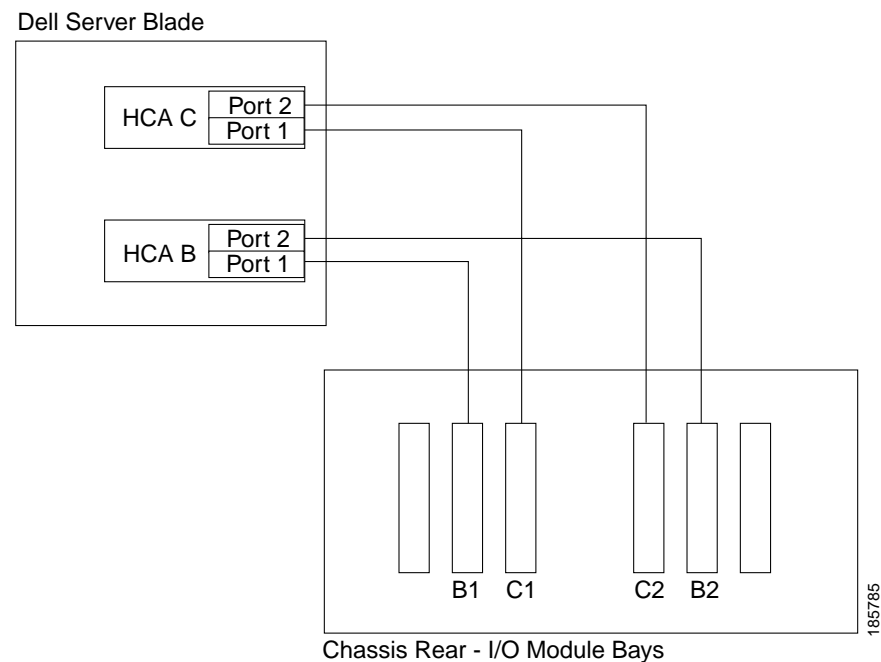 Dell Server Blade
HCA C
Port 2
Port 1
HCA B
Port 2
Port 1
B1 C1 C2 B2
185785
Chassis Rear - I/O Module Bays